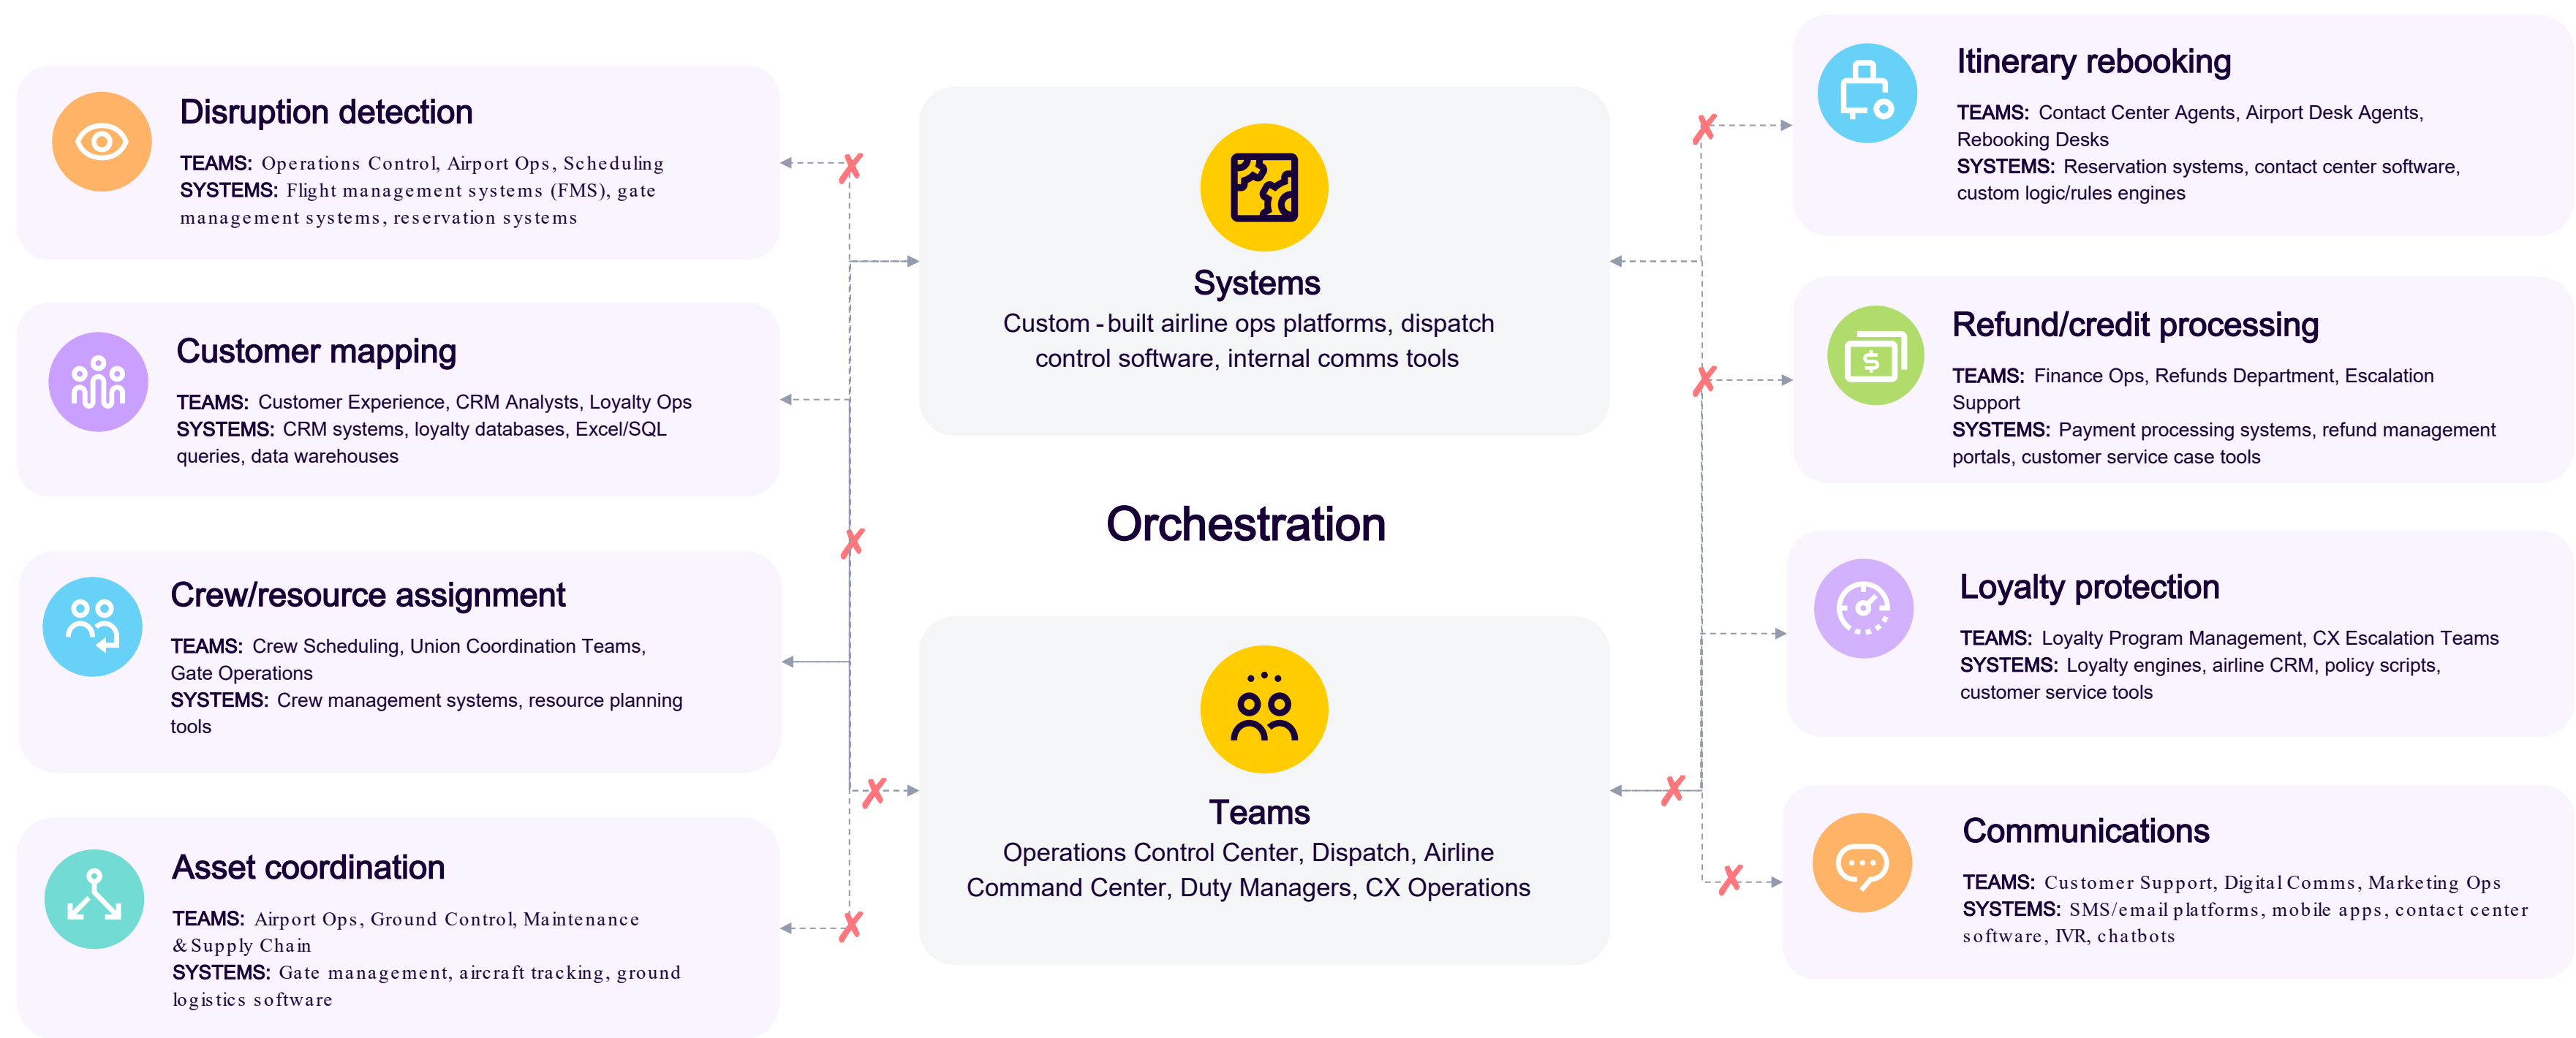 Disruption detection
TEAMS: Operations Control, Airport Ops, Scheduling
SYSTEMS: Flight management systems (FMS), gate
management systems, reservation systems
Customer mapping
TEAMS: Customer Experience, CRM Analysts, Loyalty Ops
SYSTEMS: CRM systems, loyalty databases, Excel/SQL
queries, data warehouses
Crew/resource assignment
TEAMS: Crew Scheduling, Union Coordination Teams,
Gate Operations
SYSTEMS: Crew management systems, resource planning
tools
Asset coordination
TEAMS: Airport Ops, Ground Control, Maintenance
& Supply Chain
SYSTEMS: Gate management, aircraft tracking, ground
logistics software
Systems
Custom-built airline ops platforms, dispatch
control software, internal comms tools
Orchestration
Teams
Operations Control Center, Dispatch, Airline
Command Center, Duty Managers, CX Operations
Itinerary rebooking
TEAMS: Contact Center Agents, Airport Desk Agents,
Rebooking Desks
SYSTEMS: Reservation systems, contact center software,
custom logic/rules engines
Refund/credit processing
TEAMS: Finance Ops, Refunds Department, Escalation
Support
SYSTEMS: Payment processing systems, refund management
portals, customer service case tools
Loyalty protection
TEAMS: Loyalty Program Management, CX Escalation Teams
SYSTEMS: Loyalty engines, airline CRM, policy scripts,
customer service tools
Communications
TEAMS: Customer Support, Digital Comms, Marketing Ops
SYSTEMS: SMS/email platforms, mobile apps, contact center
software, IVR, chatbots